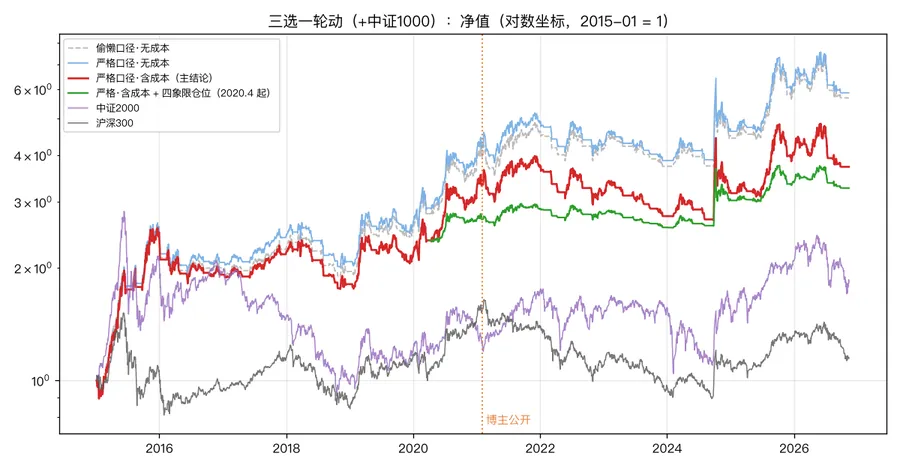 三选一轮动（+中证1000）：净值（对数坐标，2015-01 = 1）
偷懒口径·无成本
严格口径·无成本
严格口径·含成本（主结论）
严格·含成本 + 四象限仓位（2020.4 起）
中证2000
沪深300
6 × 10⁰
4 × 10⁰
3 × 10⁰
2 × 10⁰
10⁰
博主公开
2016
2018
2020
2022
2024
2026